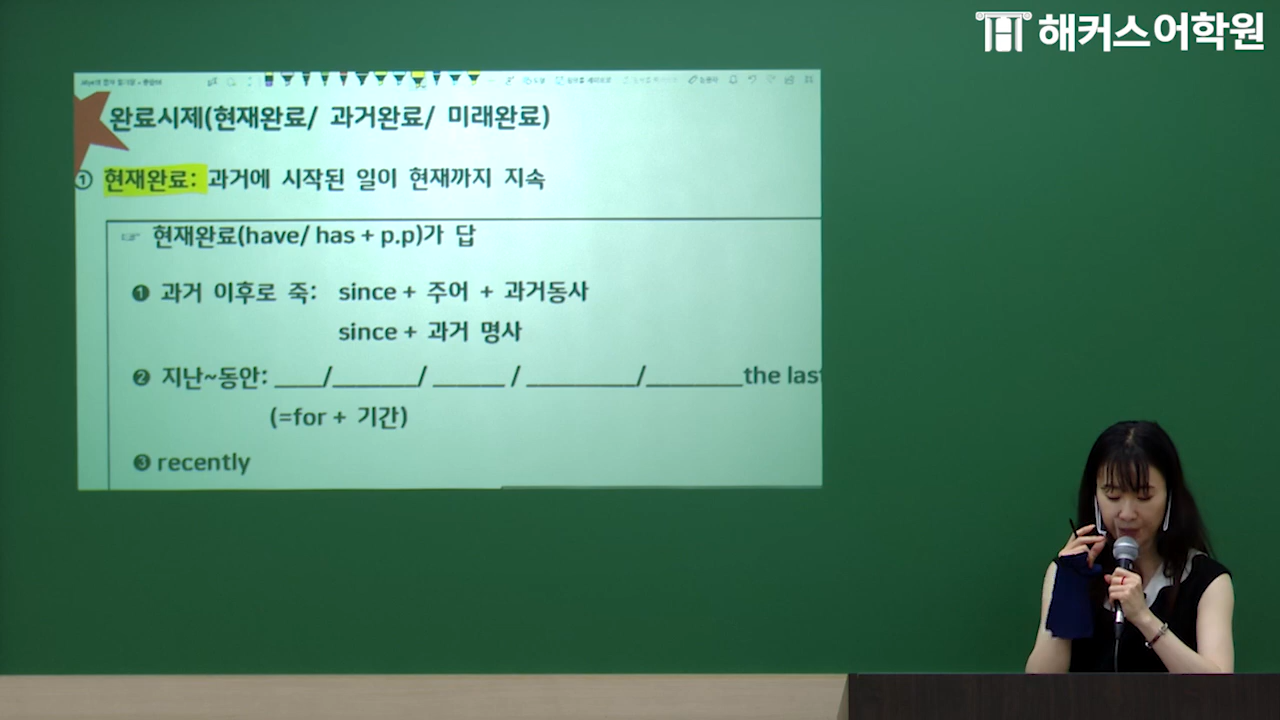 해커스어학원
완료시제(현재완료/ 과거완료/ 미래완료)
① 현재완료: 과거에 시작된 일이 현재까지 지속
☞ 현재완료(have/ has + p.p)가 답
❶ 과거 이후로 죽: since + 주어 + 과거동사
since + 과거 명사
❷ 지난~동안: ____/_______/ ______ / _________/________the las
(=for + 기간)
❸ recently